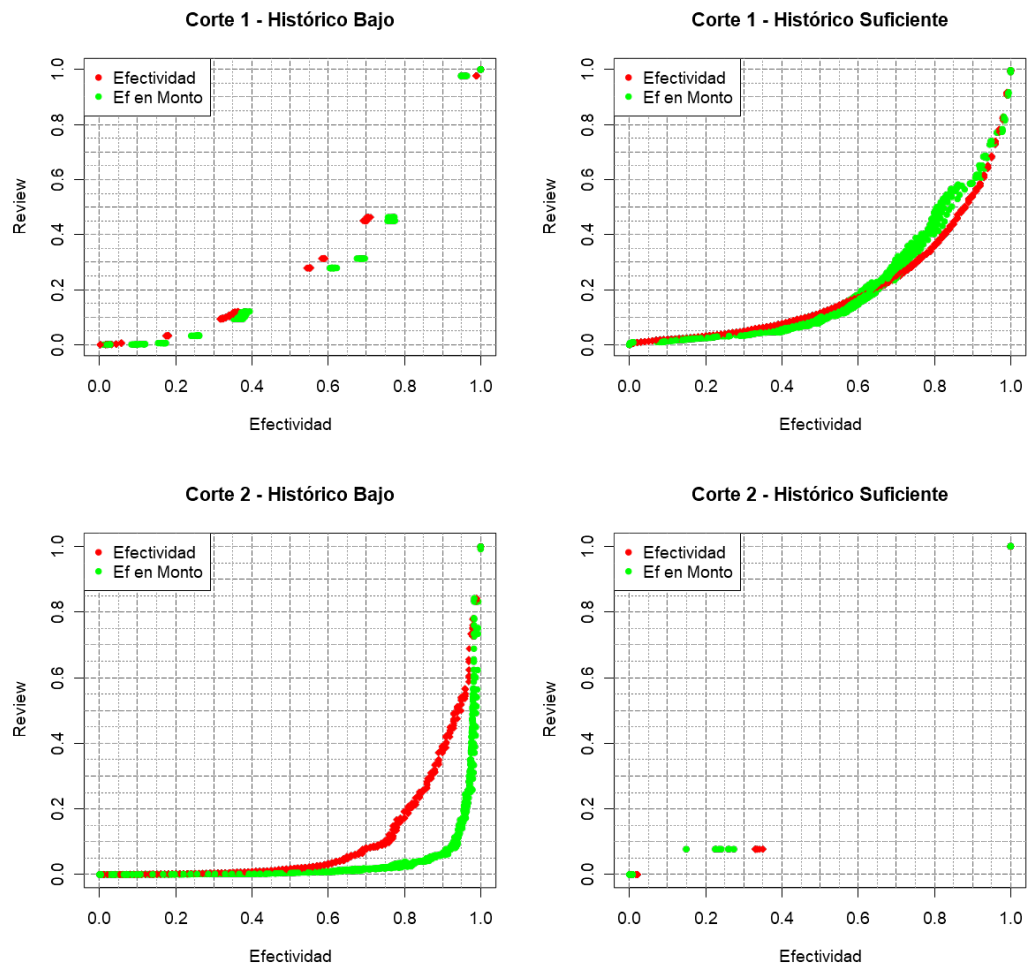 Corte 1 - Histórico Bajo
Efectividad
Ef en Monto
Review
0.0 0.2 0.4 0.6 0.8 1.0
0.0 0.2 0.4 0.6 0.8 1.0
Efectividad
Corte 1 - Histórico Suficiente
Efectividad
Ef en Monto
Review
0.0 0.2 0.4 0.6 0.8 1.0
0.0 0.2 0.4 0.6 0.8 1.0
Efectividad
Corte 2 - Histórico Bajo
Efectividad
Ef en Monto
Review
0.0 0.2 0.4 0.6 0.8 1.0
0.0 0.2 0.4 0.6 0.8 1.0
Efectividad
Corte 2 - Histórico Suficiente
Efectividad
Ef en Monto
Review
0.0 0.2 0.4 0.6 0.8 1.0
0.0 0.2 0.4 0.6 0.8 1.0
Efectividad